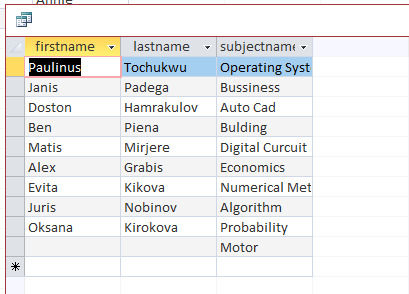 firstname lastname subjectname
Paulinus Tochukwu Operating Syst
Janis Padega Bussiness
Doston Hamrakulov Auto Cad
Ben Piena Bulding
Matis Mirjere Digital Curcuit
Alex Grabis Economics
Evita Kikova Numerical Met
Juris Nobinov Algorithm
Oksana Kirokova Probability
Motor